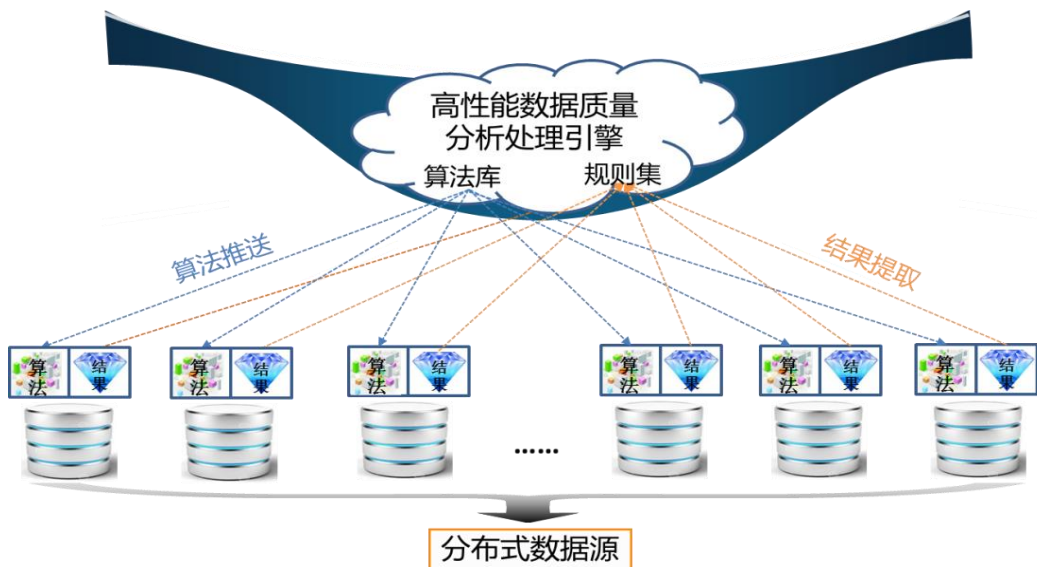 高性能数据质量
分析处理引擎
算法库
规则集
算法推送
结果提取
算法
结果
算法
结果
算法
结果
算法
结果
算法
结果
算法
结果
……
分布式数据源